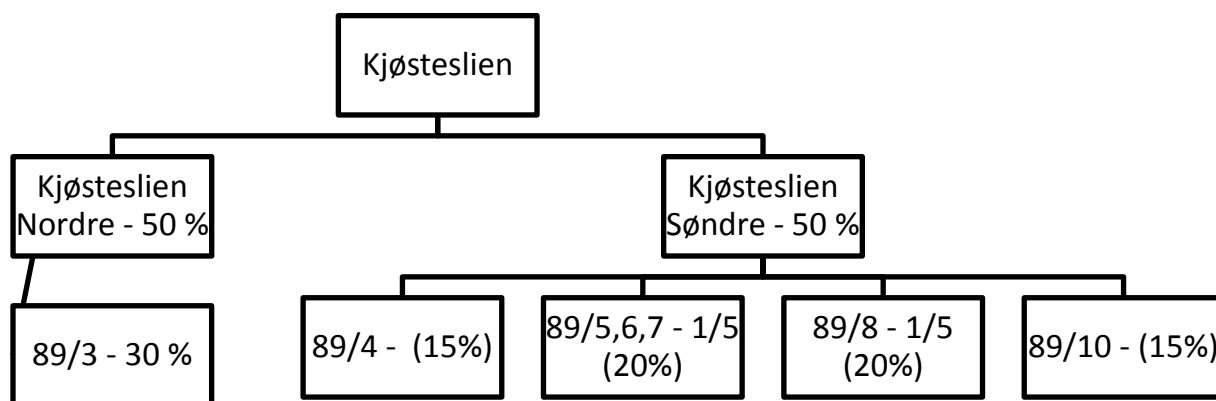 Kjøsteslien
Kjøsteslien
Nordre - 50 %
Kjøsteslien
Søndre - 50%
89/3 - 30 %
89/4 -  (15%)
89/5,6,7 - 1/5
(20%)
89/8 - 1/5
(20%)
89/10 - (15%)